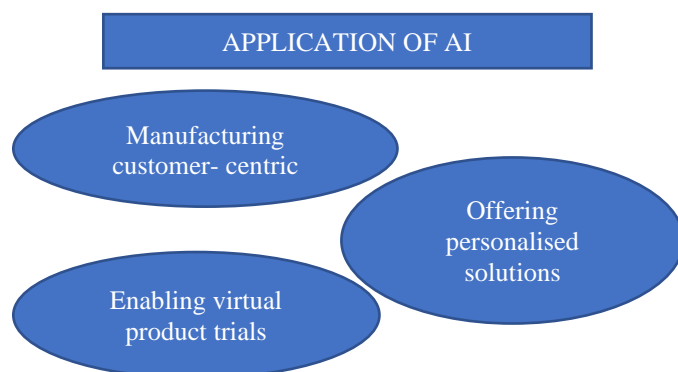 APPLICATION OF AI
Manufacturing
customer- centric
Offering
personalised
solutions
Enabling virtual
product trials